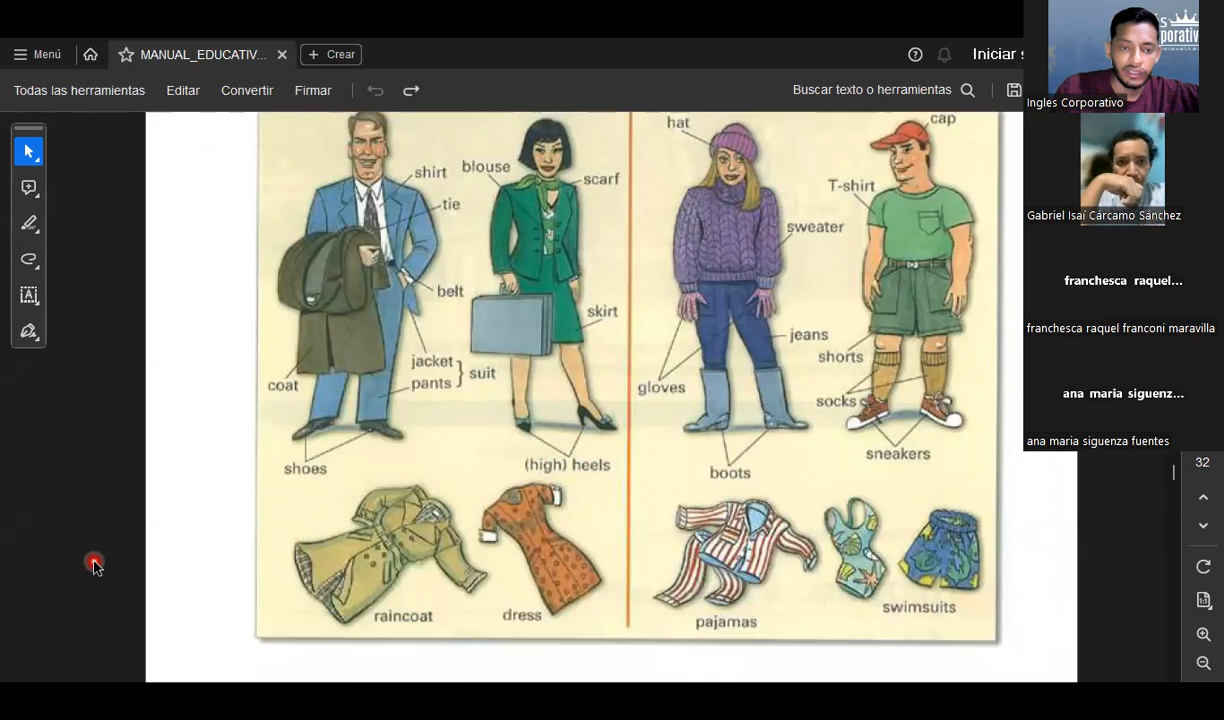 Menú
MANUAL_EDUCATIV...
Crear
Iniciar s
Todas las herramientas
Editar
Convertir
Firmar
Buscar texto o herramientas
Ingles Corporativo
Gabriel Isaí Cárcamo Sánchez
franchesca raquel...
franchesca raquel franconi maravilla
ana maria siguenz...
ana maria siguenza fuentes
32
shirt
tie
blouse
scarf
belt
skirt
jacket
pants
suit
coat
shoes
(high) heels
raincoat
dress
hat
cap
T-shirt
sweater
jeans
shorts
gloves
socks
sneakers
boots
pajamas
swimsuits